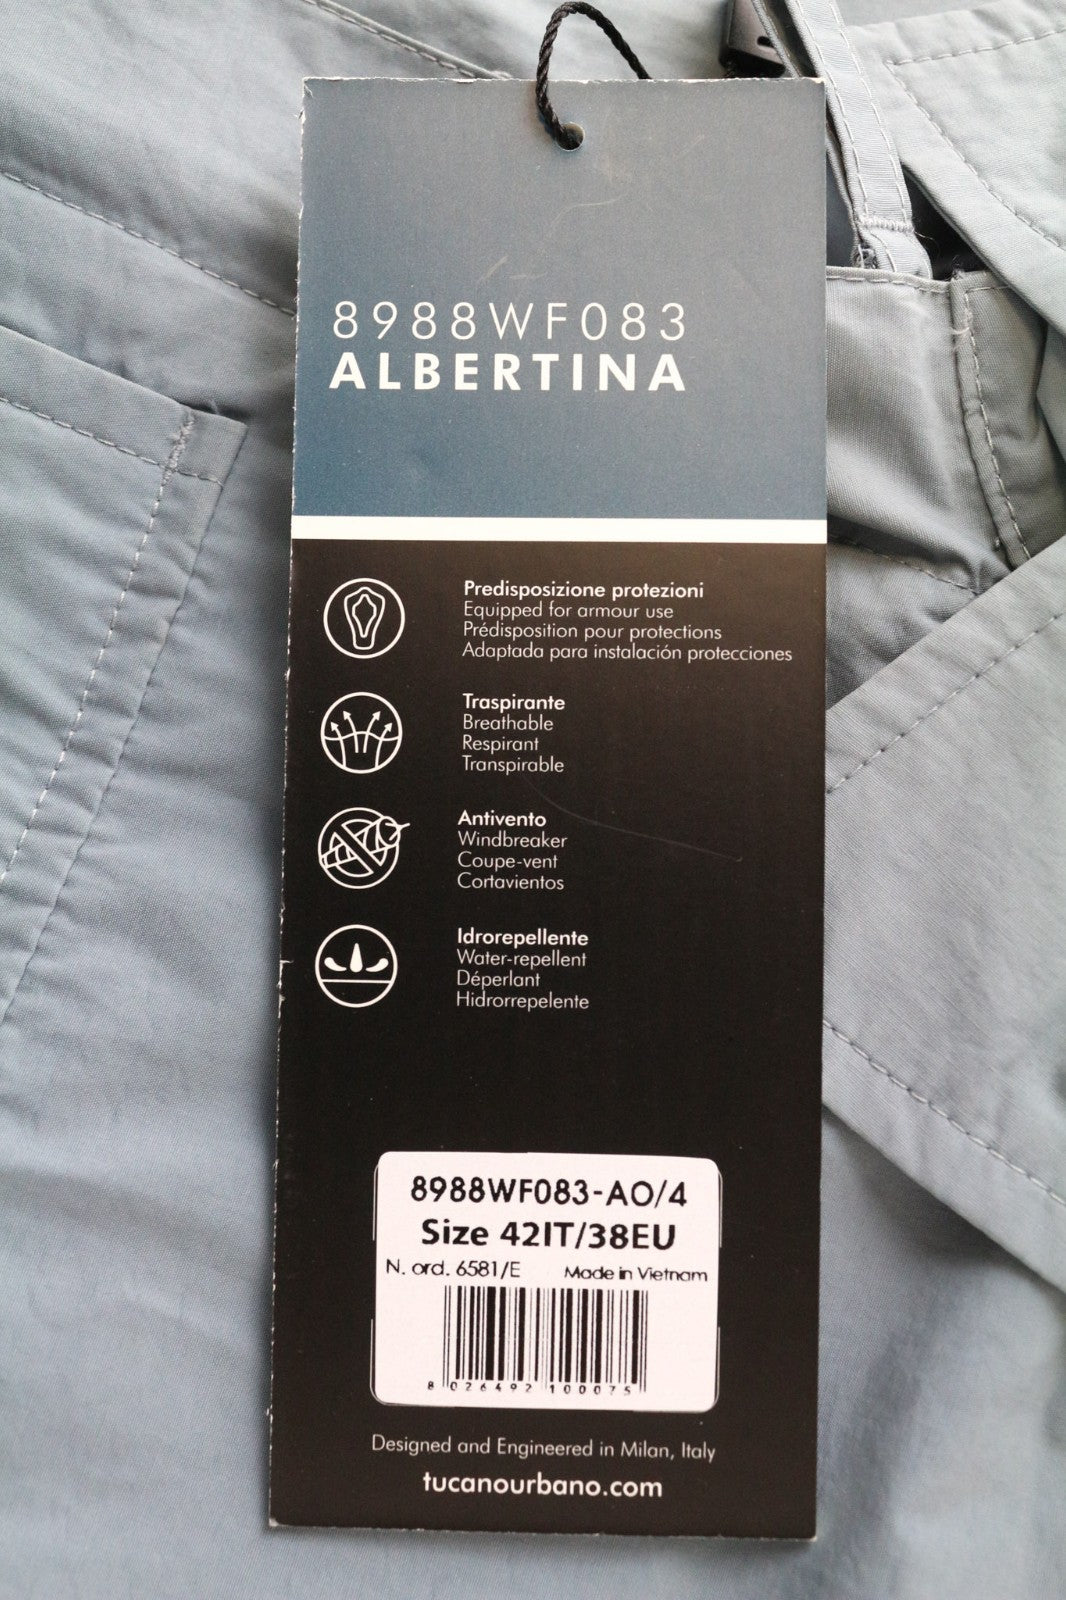 8988WF083
ALBERTINA
Predisposizione protezioni
Equipped for armour use
Prédisposition pour protections
Adaptada para instalación protecciones
Traspirante
Breathable
Respirant
Transpirable
Antivento
Windbreaker
Coupe-vent
Cortavientos
Idrorepellente
Water-repellent
Déperlant
Hidrorrepelente
8988WF083-AO/4
Size 42IT/38EU
N. ord. 6581/E Made in Vietnam
8 026492 100075
Designed and Engineered in Milan, Italy
tucanourbano.com